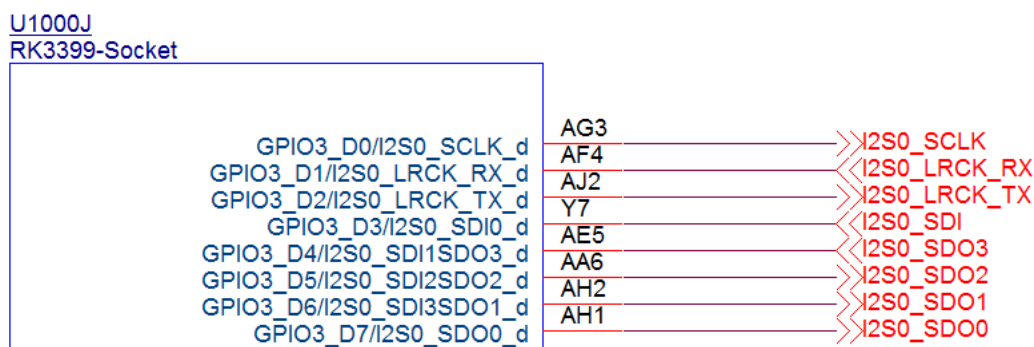 U1000J
RK3399-Socket
GPIO3_D0/I2S0_SCLK_d AG3 I2S0_SCLK
GPIO3_D1/I2S0_LRCK_RX_d AF4 I2S0_LRCK_RX
GPIO3_D2/I2S0_LRCK_TX_d AJ2 I2S0_LRCK_TX
GPIO3_D3/I2S0_SDI0_d Y7 I2S0_SDI
GPIO3_D4/I2S0_SDI1SDO3_d AE5 I2S0_SDO3
GPIO3_D5/I2S0_SDI2SDO2_d AA6 I2S0_SDO2
GPIO3_D6/I2S0_SDI3SDO1_d AH2 I2S0_SDO1
GPIO3_D7/I2S0_SDO0_d AH1 I2S0_SDO0